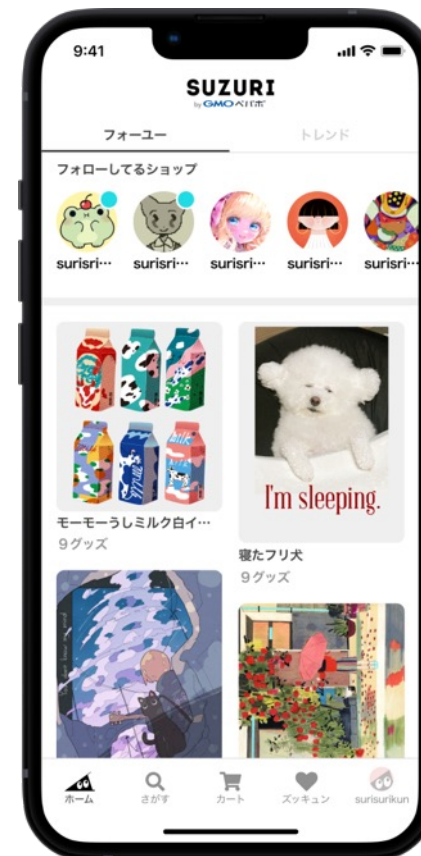 9:41
SUZURI
by GMOペパボ
フォーユー
トレンド
フォローしてるショップ
surisri…
surisri…
surisri…
surisri…
surisri…
Milk
Milk
I'm sleeping.
モーモーうしミルク白イ…
9グッズ
寝たフリ犬
9グッズ
ホーム
さがす
カート
ズッキュン
surisurikun